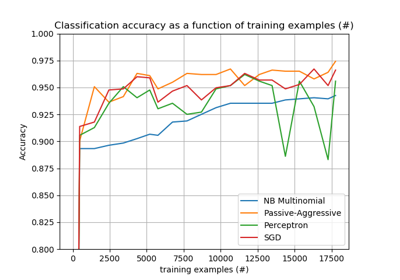 Classification accuracy as a function of training examples (#)
1.000
0.975
0.950
0.925
0.900
0.875
0.850
0.825
0.800
Accuracy
NB Multinomial
Passive-Aggressive
Perceptron
SGD
0 2500 5000 7500 10000 12500 15000 17500
training examples (#)